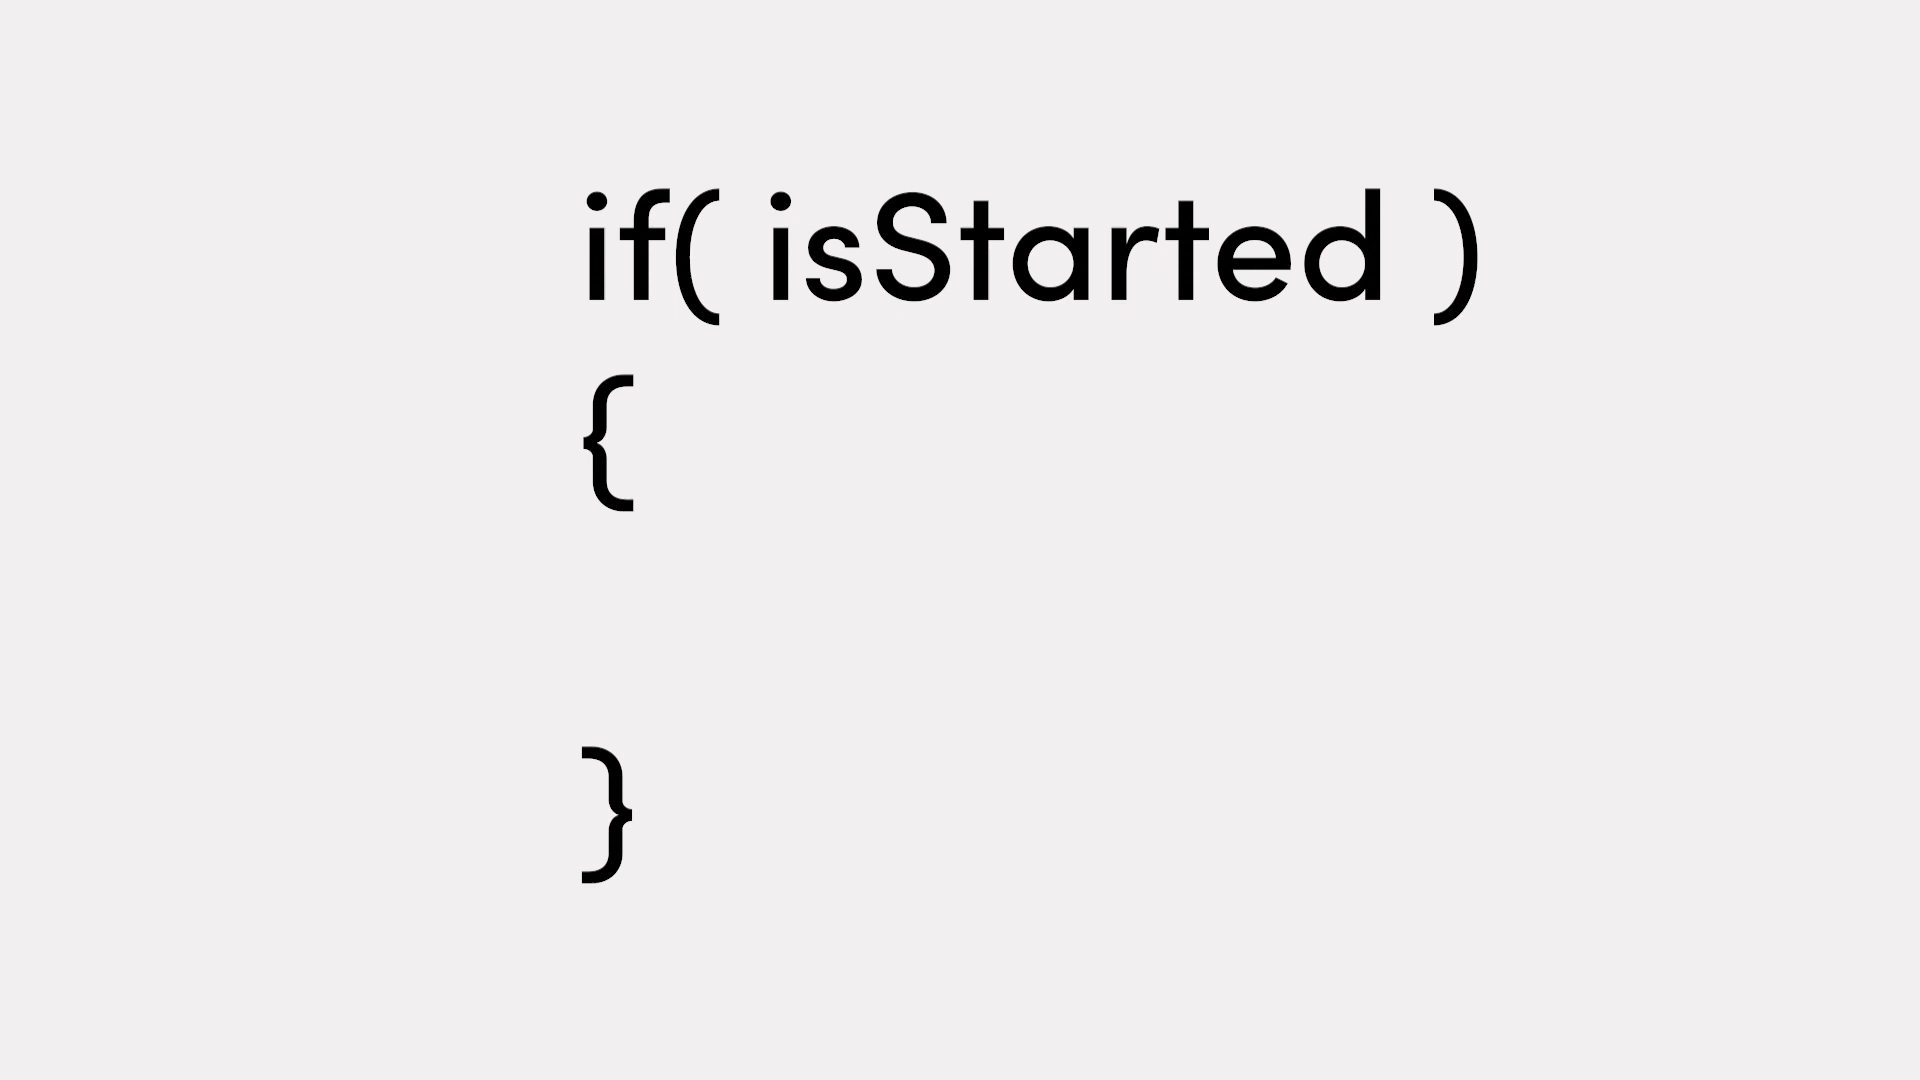 if( isStarted )
{
}